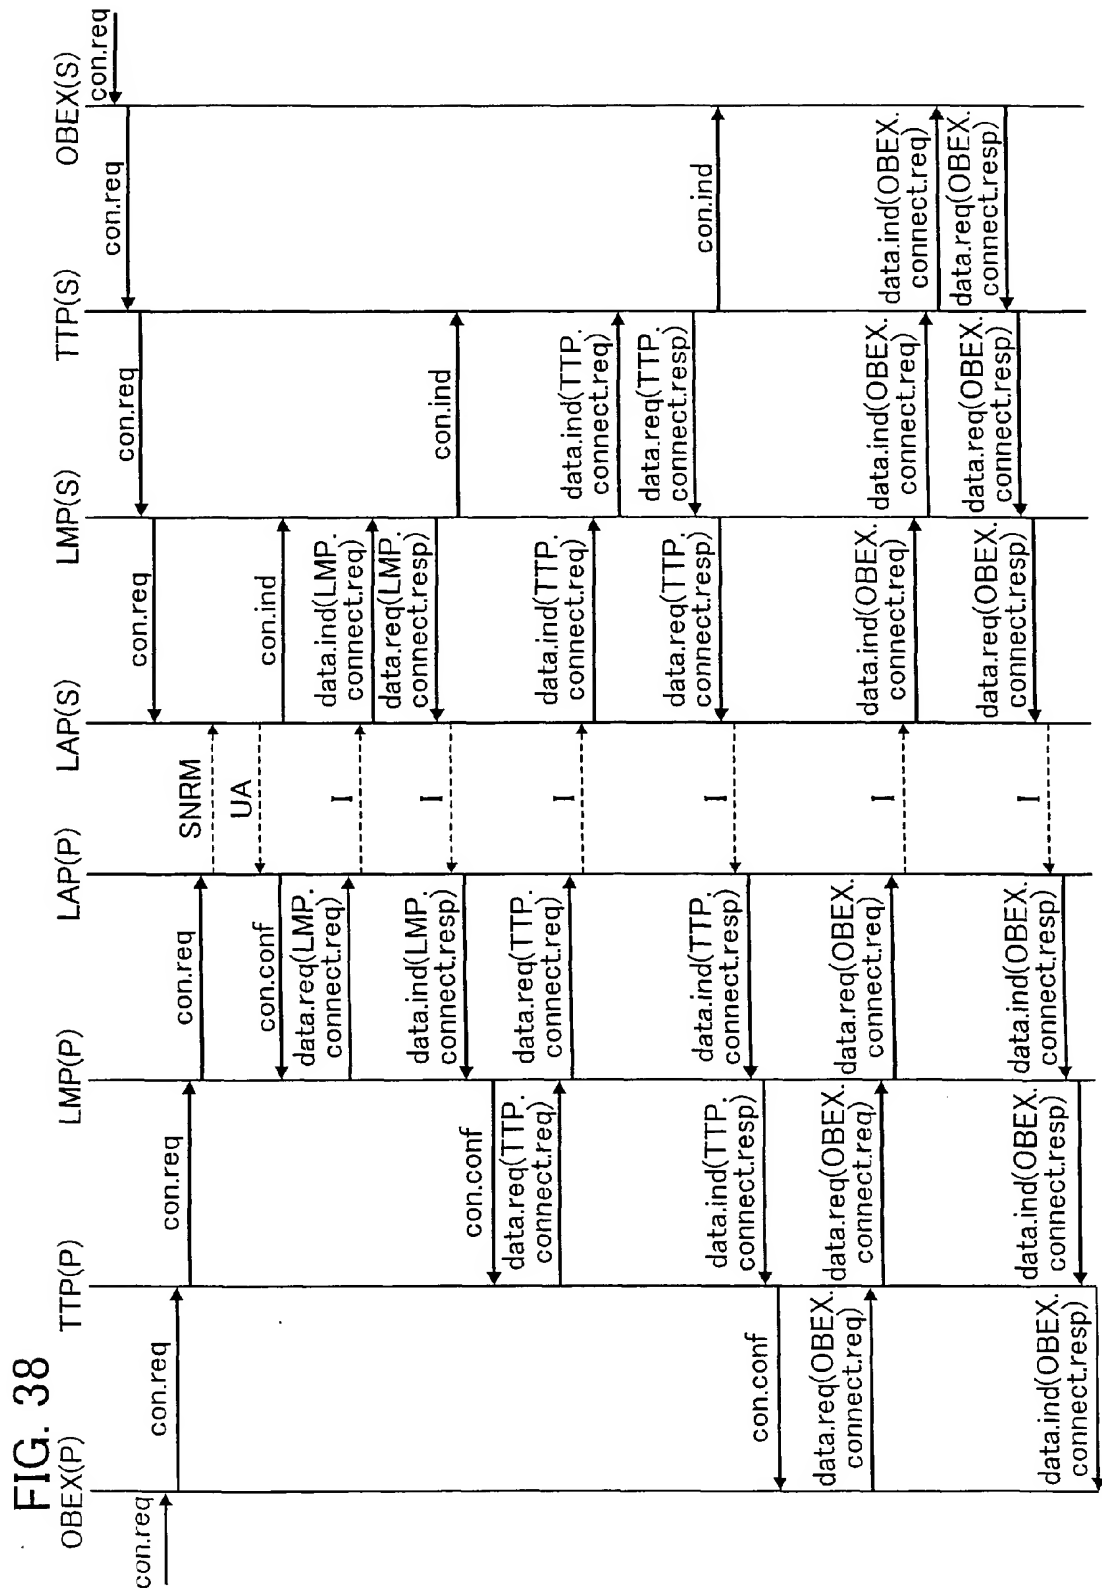 FIG. 38
OBEX(P)
TTP(P)
LMP(P)
LAP(P)
LAP(S)
LMP(S)
TTP(S)
OBEX(S)
con.req
con.req
con.req
con.req
con.req
con.req
con.req
con.req
SNRM
UA
con.ind
con.conf
data.req(LMP.
connect.req)
I
data.ind(LMP.
connect.req)
data.req(LMP.
connect.resp)
I
data.ind(LMP.
connect.resp)
con.ind
con.conf
data.req(TTP.
connect.req)
data.req(TTP.
connect.req)
I
data.ind(TTP.
connect.req)
data.ind(TTP.
connect.req)
data.req(TTP.
connect.resp)
con.ind
data.req(TTP.
connect.resp)
I
data.ind(TTP.
connect.resp)
data.ind(TTP.
connect.resp)
con.conf
data.req(OBEX.
connect.req)
data.req(OBEX.
connect.req)
data.req(OBEX.
connect.req)
I
data.ind(OBEX.
connect.req)
data.ind(OBEX.
connect.req)
data.ind(OBEX.
connect.req)
data.req(OBEX.
connect.resp)
data.req(OBEX.
connect.resp)
data.req(OBEX.
connect.resp)
I
data.ind(OBEX.
connect.resp)
data.ind(OBEX.
connect.resp)
data.ind(OBEX.
connect.resp)